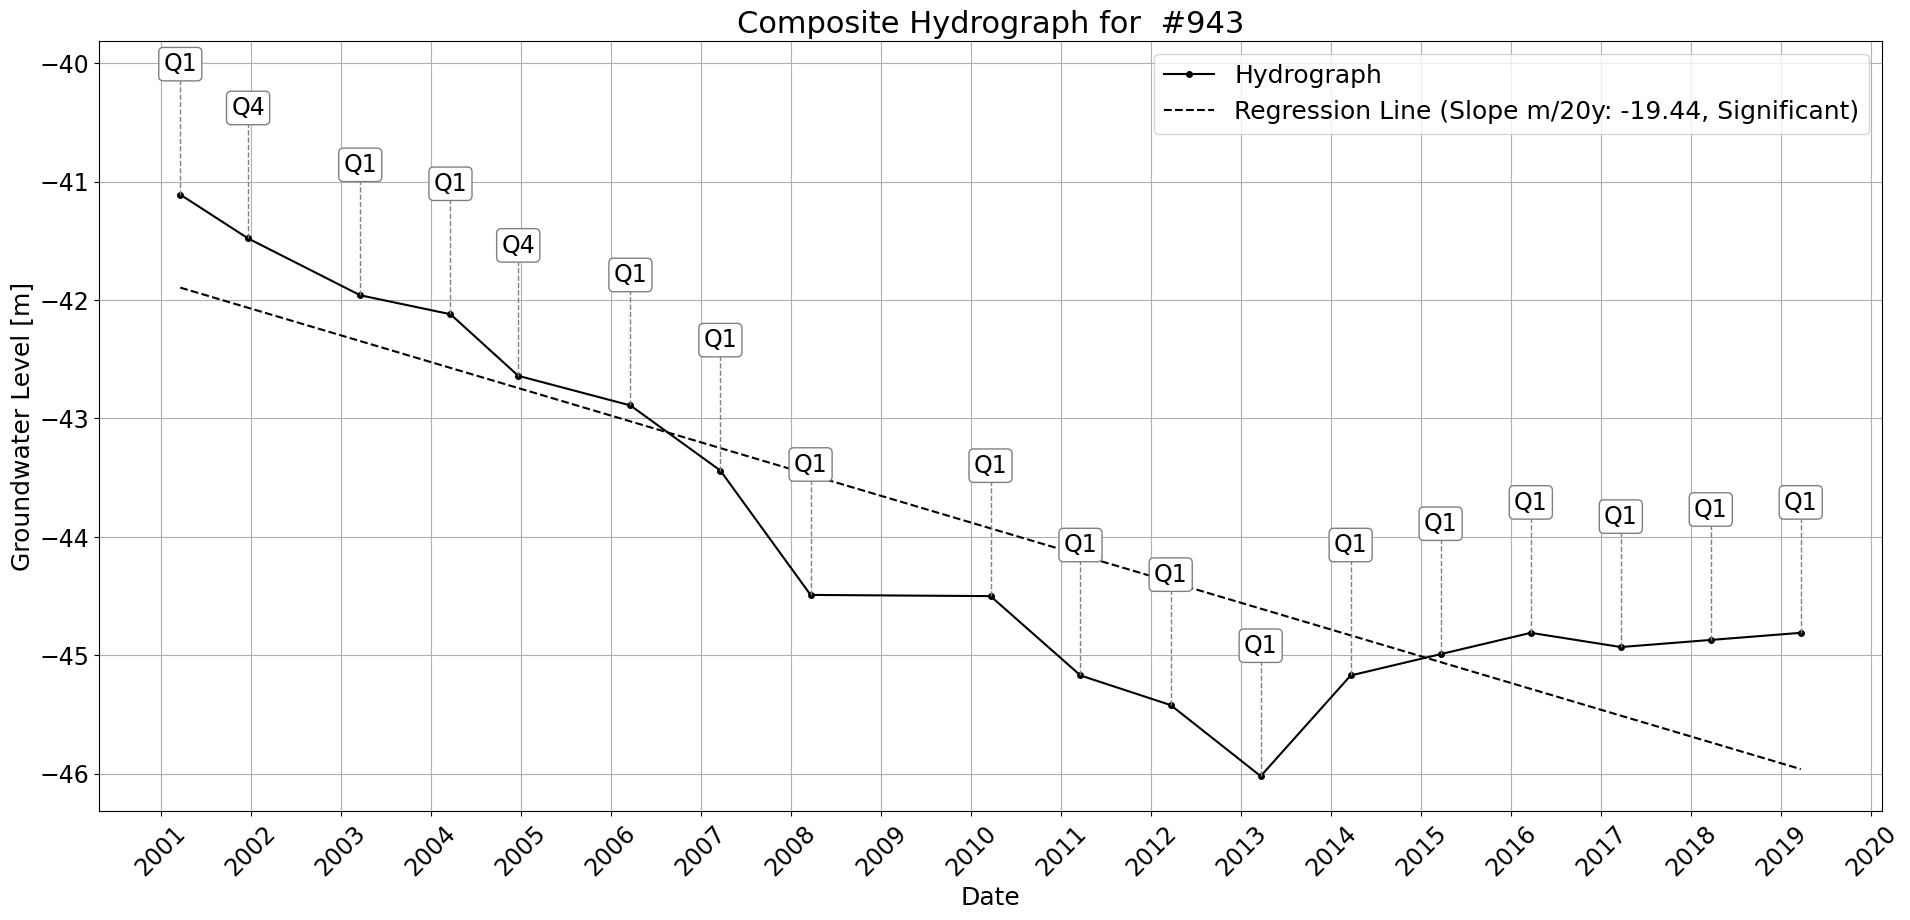 Composite Hydrograph for  #943
Hydrograph
Regression Line (Slope m/20y: -19.44, Significant)
Groundwater Level [m]
−40
−41
−42
−43
−44
−45
−46
Q1
Q4
Q1
Q1
Q4
Q1
Q1
Q1
Q1
Q1
Q1
Q1
Q1
Q1
Q1
Q1
Q1
Q1
2001
2002
2003
2004
2005
2006
2007
2008
2009
2010
2011
2012
2013
2014
2015
2016
2017
2018
2019
2020
Date